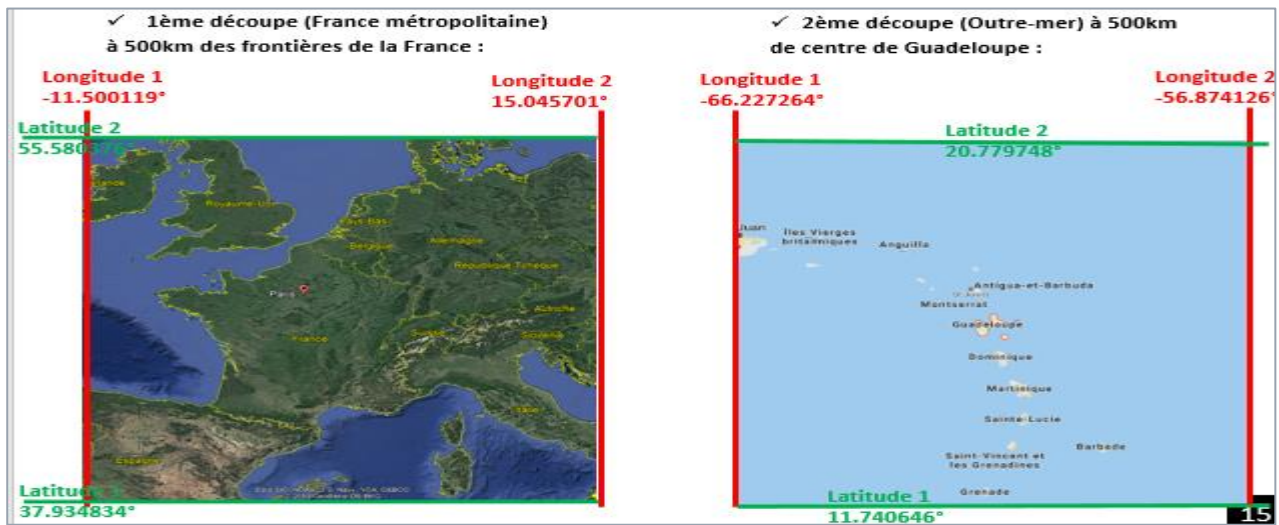 ✓ 1ème découpe (France métropolitaine)
à 500km des frontières de la France :
Longitude 1
-11.500119°
Longitude 2
15.045701°
Latitude 2
55.580376°
Royaume-Uni
Pays-Bas
Belgique
Allemagne
République Tchèque
Paris
France
Suisse
Autriche
Slovénie
Italie
Espagne
Latitude 1
37.934834°
✓ 2ème découpe (Outre-mer) à 500km
de centre de Guadeloupe :
Longitude 1
-66.227264°
Longitude 2
-56.874126°
Latitude 2
20.779748°
Juan
Îles Vierges
britanniques
Anguilla
Antigua-et-Barbuda
Montserrat
Guadeloupe
Dominique
Martinique
Sainte-Lucie
Barbade
Saint-Vincent et
les Grenadines
Grenade
Latitude 1
11.740646°
15